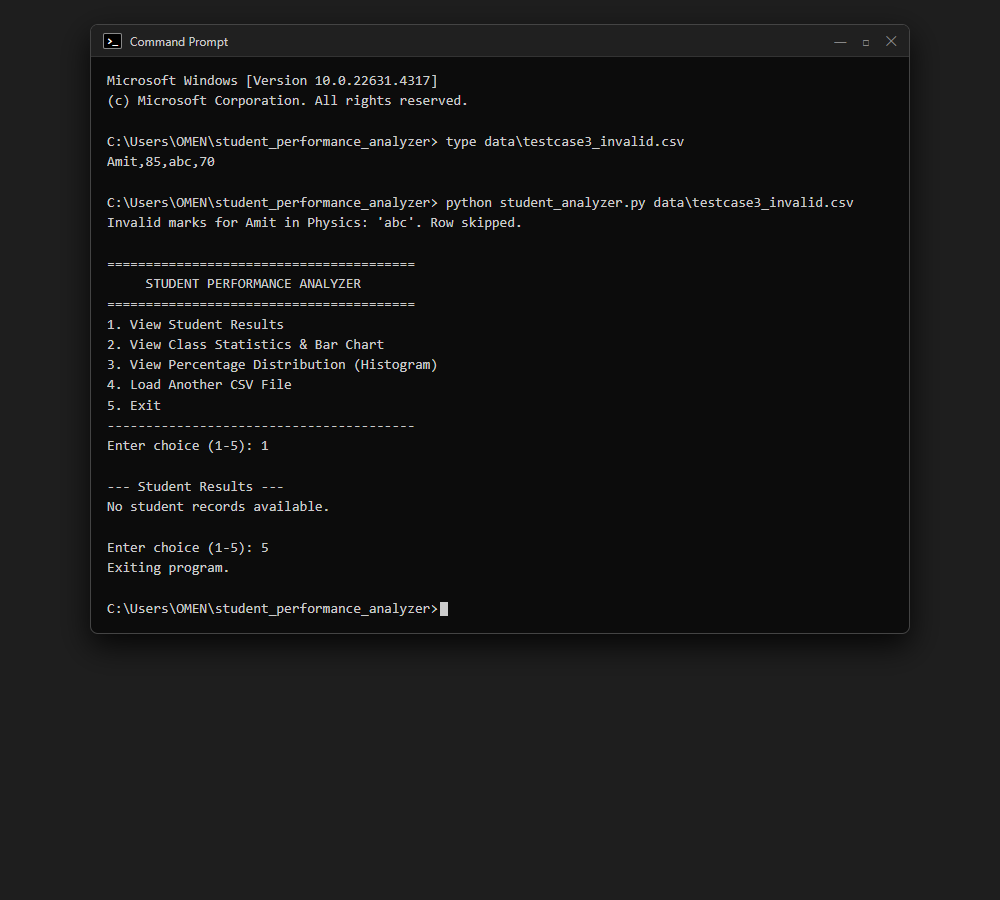 Command Prompt
Microsoft Windows [Version 10.0.22631.4317]
(c) Microsoft Corporation. All rights reserved.
C:\Users\OMEN\student_performance_analyzer> type data\testcase3_invalid.csv
Amit,85,abc,70
C:\Users\OMEN\student_performance_analyzer> python student_analyzer.py data\testcase3_invalid.csv
Invalid marks for Amit in Physics: 'abc'. Row skipped.
========================================
STUDENT PERFORMANCE ANALYZER
========================================
1. View Student Results
2. View Class Statistics & Bar Chart
3. View Percentage Distribution (Histogram)
4. Load Another CSV File
5. Exit
----------------------------------------
Enter choice (1-5): 1
--- Student Results ---
No student records available.
Enter choice (1-5): 5
Exiting program.
C:\Users\OMEN\student_performance_analyzer>